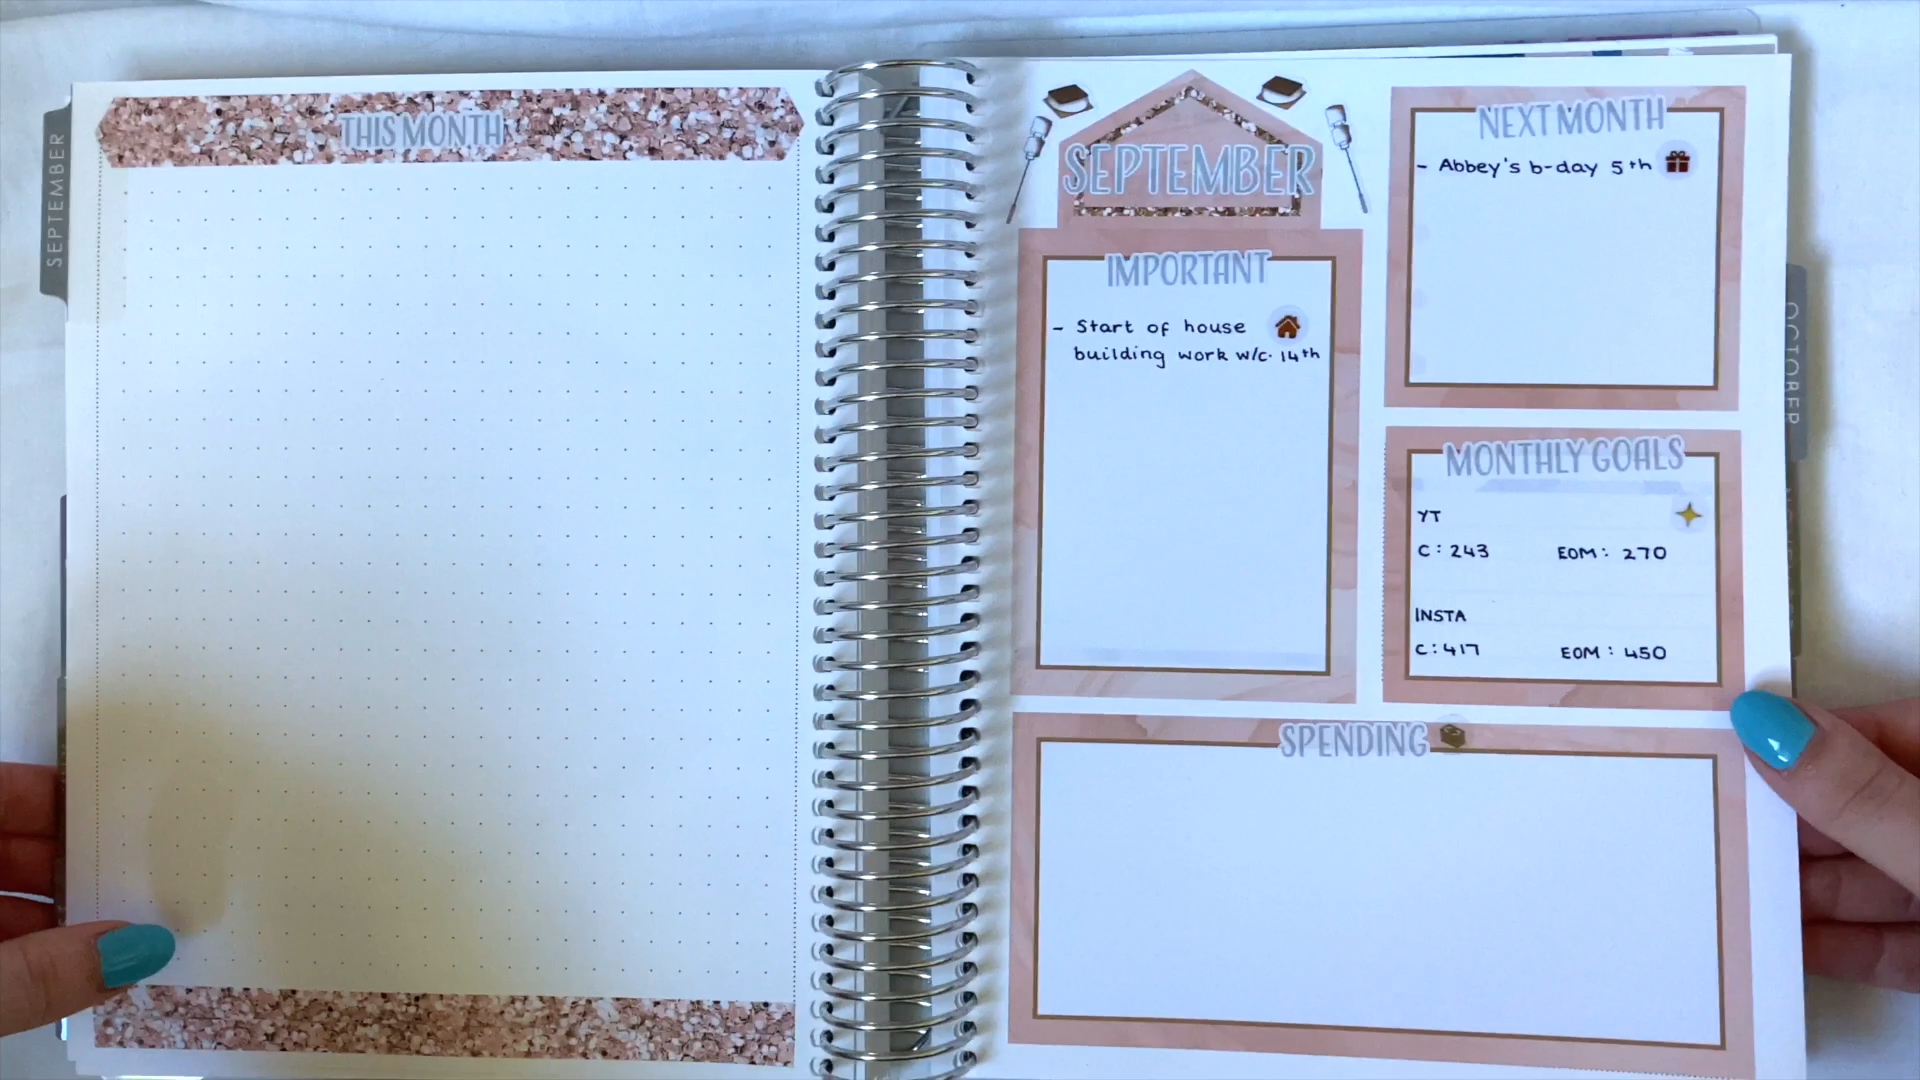 SEPTEMBER
THIS MONTH
SEPTEMBER
IMPORTANT
- Start of house
building work w/c. 14th
NEXT MONTH
- Abbey's b-day 5th
MONTHLY GOALS
YT
C: 243 EOM: 270
INSTA
C: 417 EOM: 450
SPENDING
OCTOBER